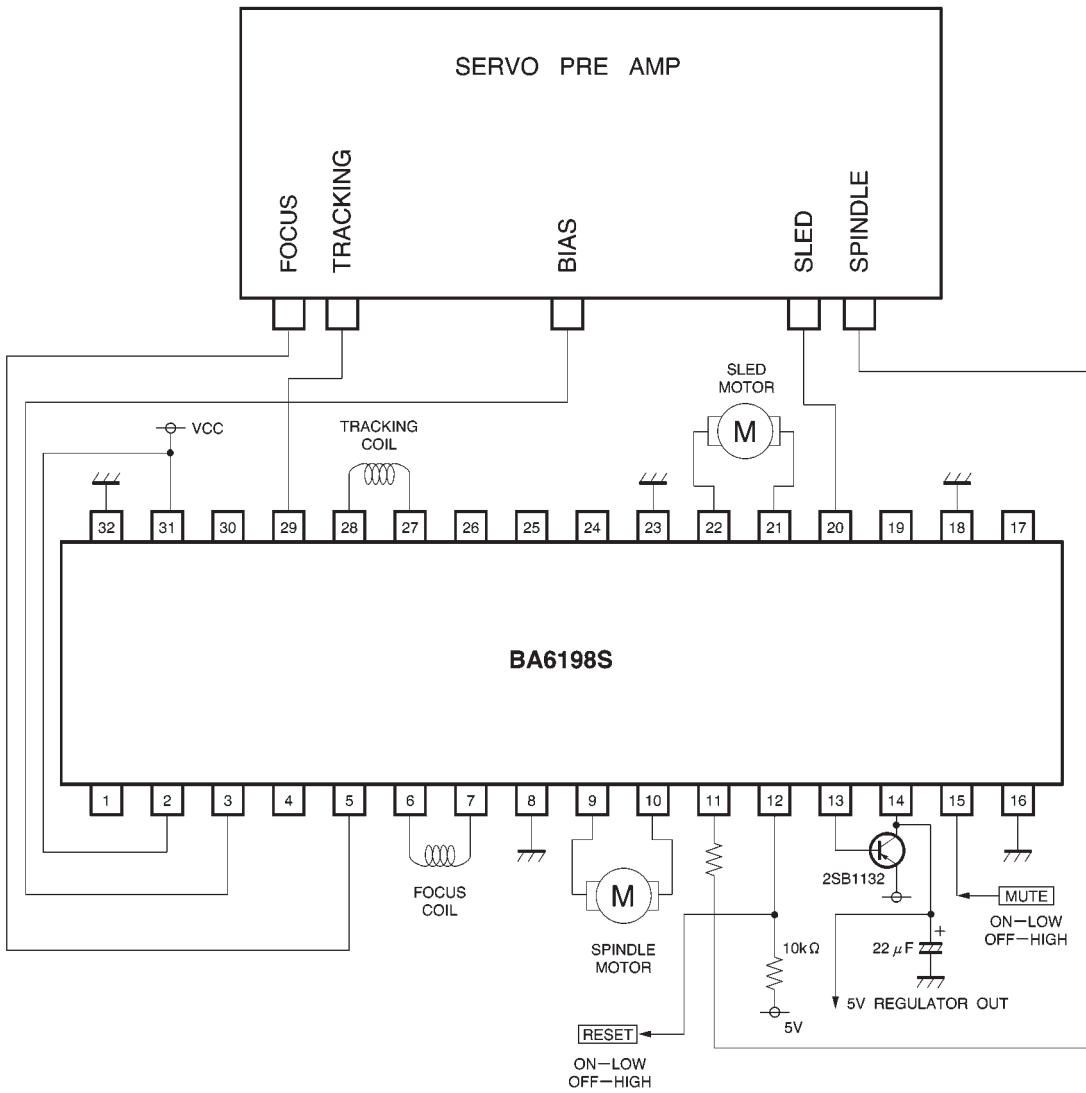 SERVO PRE AMP
FOCUS
TRACKING
BIAS
SLED
SPINDLE
SLED
MOTOR
VCC
TRACKING
COIL
M
32 31 30 29 28 27 26 25 24 23 22 21 20 19 18 17
BA6198S
1 2 3 4 5 6 7 8 9 10 11 12 13 14 15 16
2SB1132
FOCUS
COIL
M
MUTE
ON–LOW
OFF–HIGH
SPINDLE
MOTOR
10kΩ
22 μF
+
5V
5V REGULATOR OUT
RESET
ON–LOW
OFF–HIGH